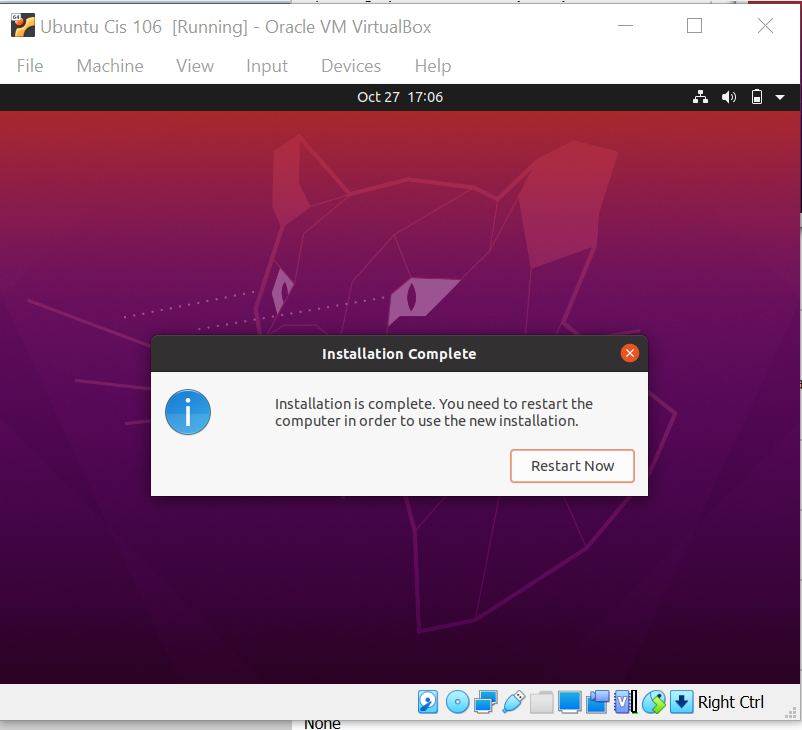 Ubuntu Cis 106 [Running] - Oracle VM VirtualBox
File Machine View Input Devices Help
Oct 27 17:06
Installation Complete
Installation is complete. You need to restart the
computer in order to use the new installation.
Restart Now
Right Ctrl
None